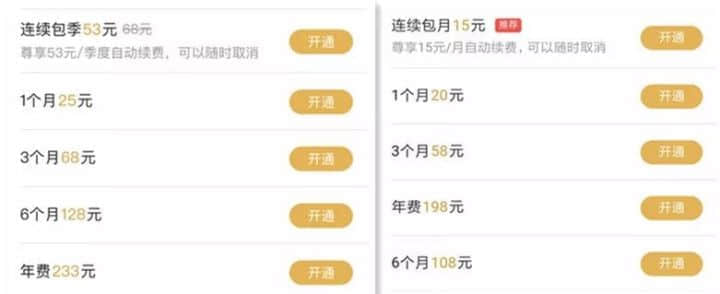 连续包季53元 68元
开通
尊享53元/季度自动续费，可以随时取消
1个月25元
开通
3个月68元
开通
6个月128元
开通
年费233元
开通
连续包月15元 推荐
开通
尊享15元/月自动续费，可以随时取消
1个月20元
开通
3个月58元
开通
年费198元
开通
6个月108元
开通